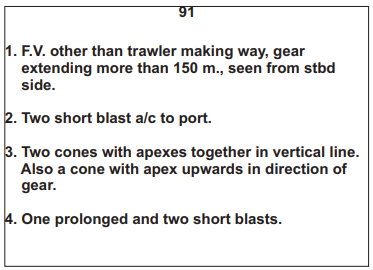 91
1. F.V. other than trawler making way, gear
extending more than 150 m., seen from stbd
side.
2. Two short blast a/c to port.
3. Two cones with apexes together in vertical line.
Also a cone with apex upwards in direction of
gear.
4. One prolonged and two short blasts.